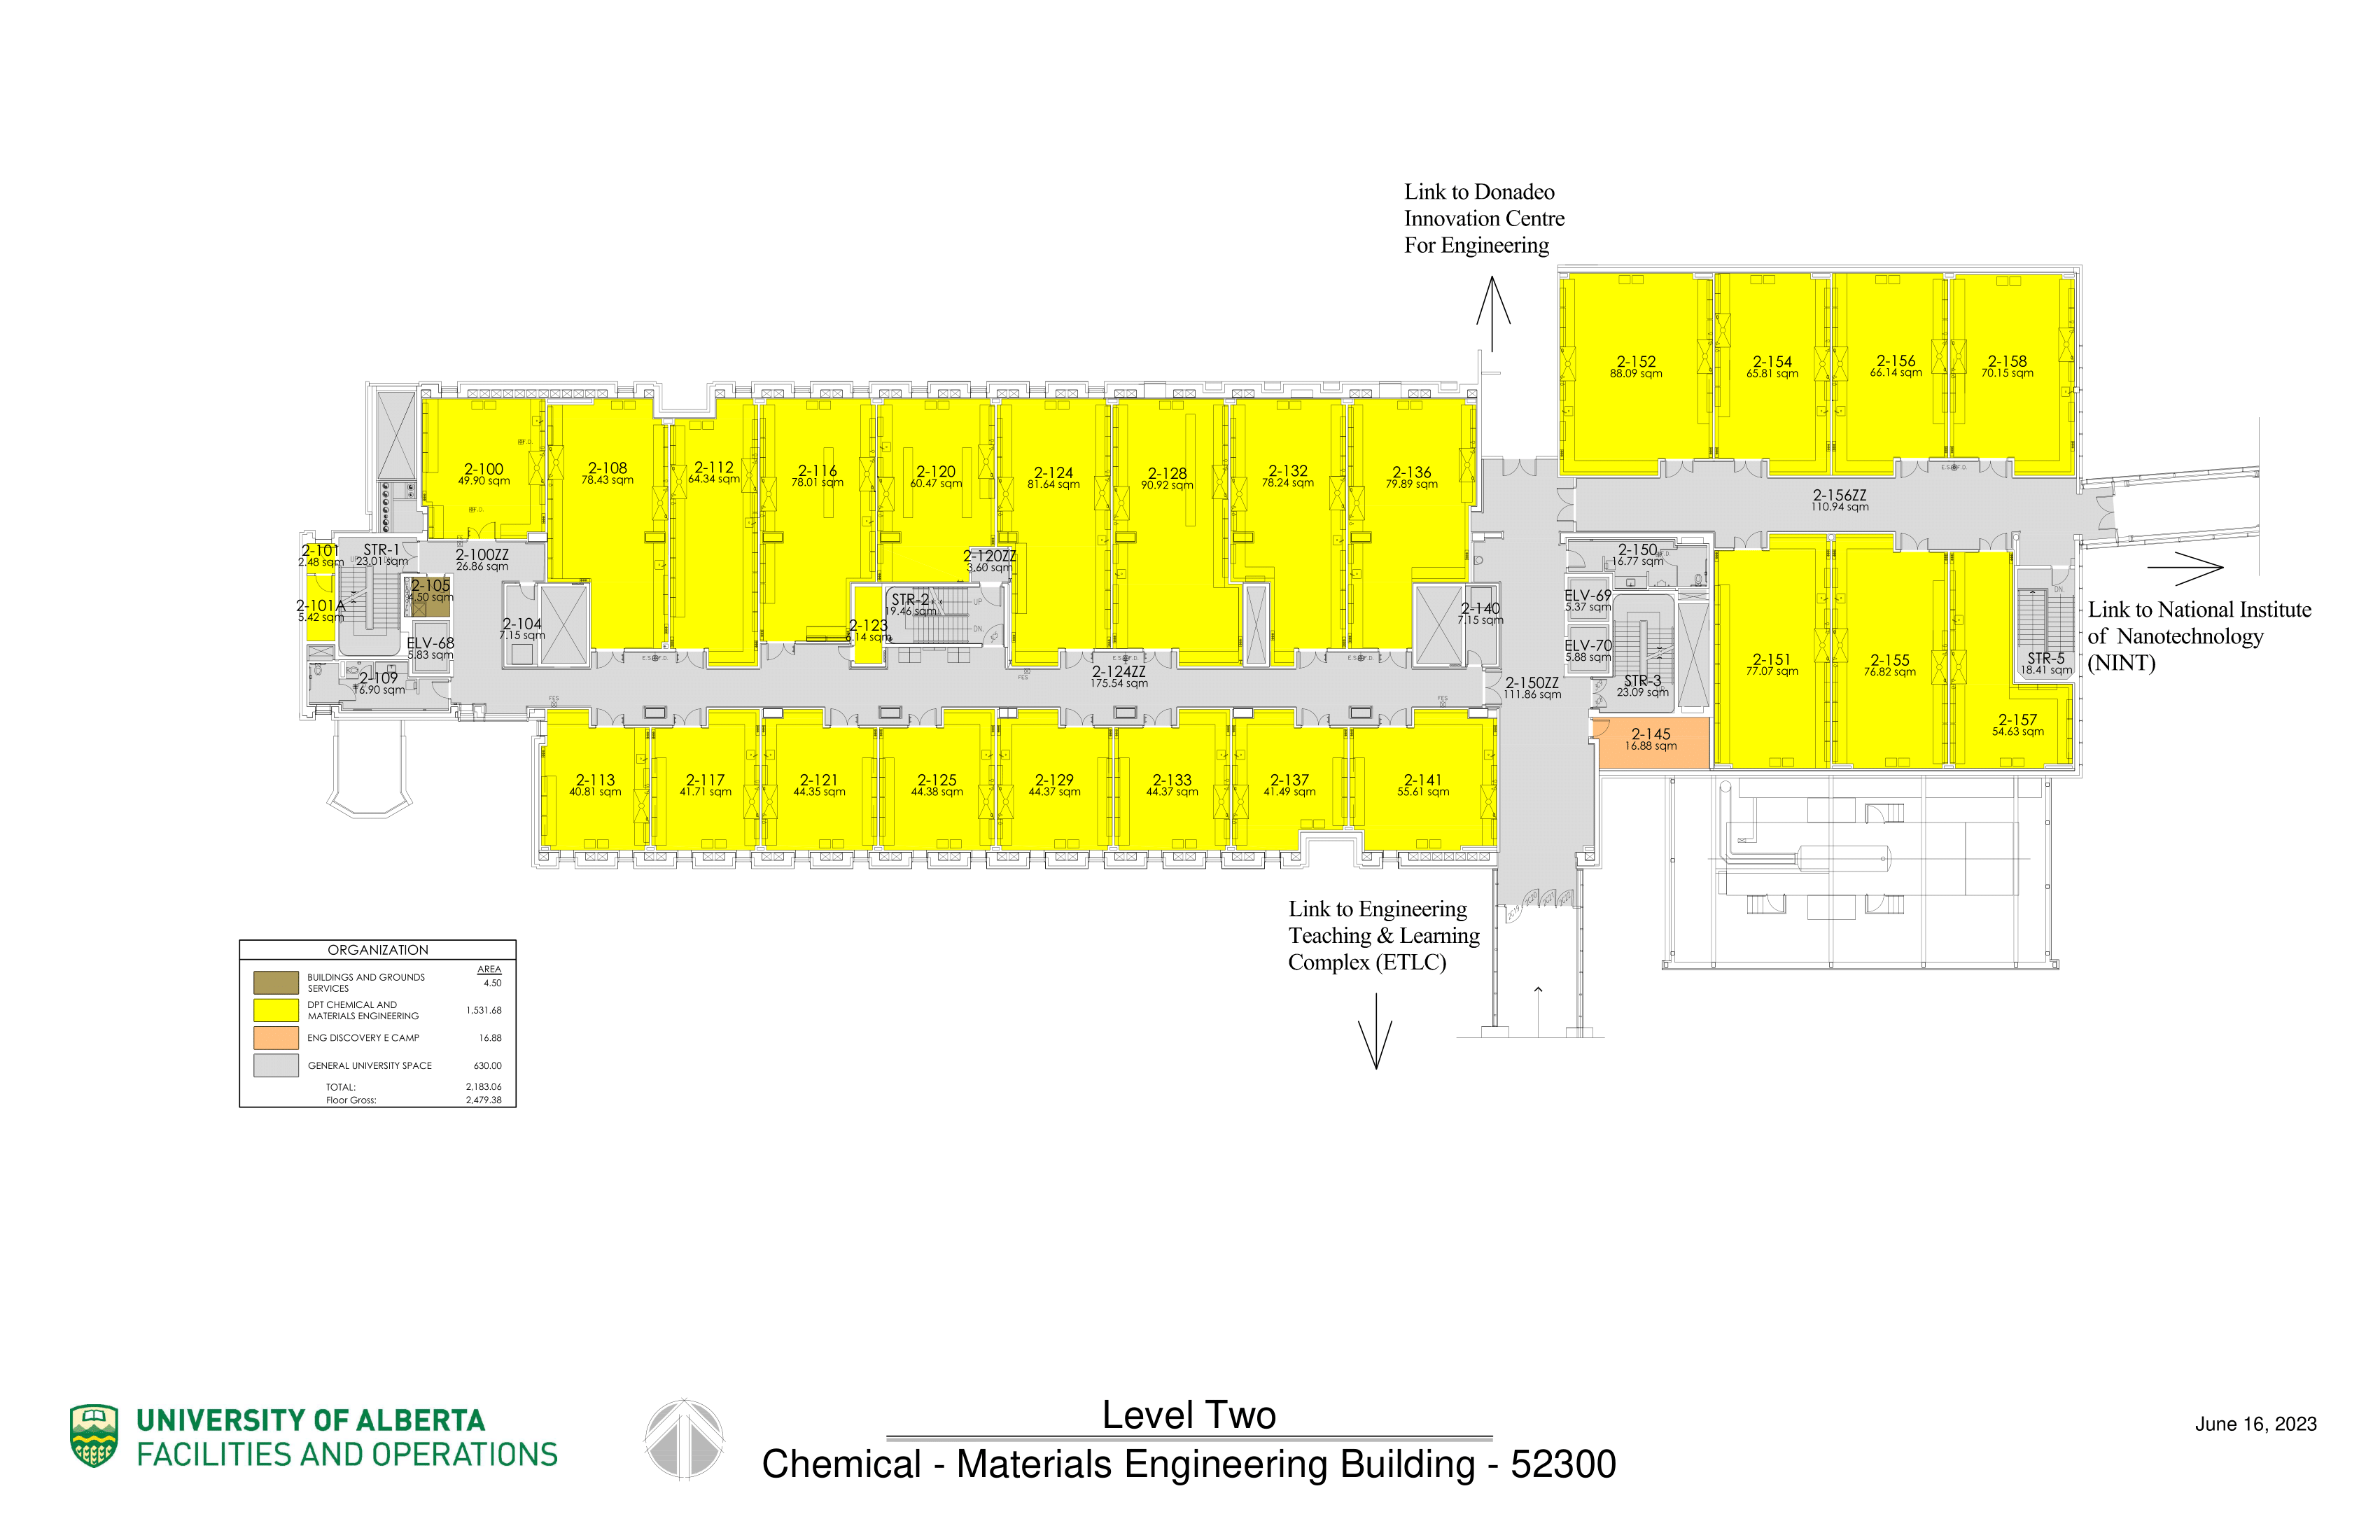 Link to Donadeo
Innovation Centre
For Engineering
2-152
88.09 sqm
2-154
65.81 sqm
2-156
66.14 sqm
2-158
70.15 sqm
2-100
49.90 sqm
2-108
78.43 sqm
2-112
64.34 sqm
2-116
78.01 sqm
2-120
60.47 sqm
2-124
81.64 sqm
2-128
90.92 sqm
2-132
78.24 sqm
2-136
79.89 sqm
2-156ZZ
110.94 sqm
E.S. F.D.
F.D.
F.D.
2-101
2.48 sqm
STR-1
23.01 sqm
UP
2-100ZZ
26.86 sqm
2-120ZZ
3.60 sqm
2-150
16.77 sqm
F.D.
2-105
4.50 sqm
2-101A
5.42 sqm
STR-2
19.46 sqm
UP
DN.
ELV-69
5.37 sqm
2-140
7.15 sqm
DN.
Link to National Institute
of Nanotechnology
(NINT)
2-104
7.15 sqm
2-123
6.14 sqm
ELV-68
5.83 sqm
ELV-70
5.88 sqm
STR-5
18.41 sqm
E.S. F.D.
E.S. F.D.
E.S. F.D.
2-109
16.90 sqm
2-124ZZ
175.54 sqm
2-150ZZ
111.86 sqm
STR-3
23.09 sqm
2-151
77.07 sqm
2-155
76.82 sqm
FES
FES
FES
2-157
54.63 sqm
2-145
16.88 sqm
2-113
40.81 sqm
2-117
41.71 sqm
2-121
44.35 sqm
2-125
44.38 sqm
2-129
44.37 sqm
2-133
44.37 sqm
2-137
41.49 sqm
2-141
55.61 sqm
Link to Engineering
Teaching & Learning
Complex (ETLC)
ORGANIZATION
AREA
BUILDINGS AND GROUNDS
SERVICES
4.50
DPT CHEMICAL AND
MATERIALS ENGINEERING
1,531.68
ENG DISCOVERY E CAMP
16.88
GENERAL UNIVERSITY SPACE
630.00
TOTAL:
2,183.06
Floor Gross:
2,479.38
UNIVERSITY OF ALBERTA
FACILITIES AND OPERATIONS
Level Two
Chemical - Materials Engineering Building - 52300
June 16, 2023